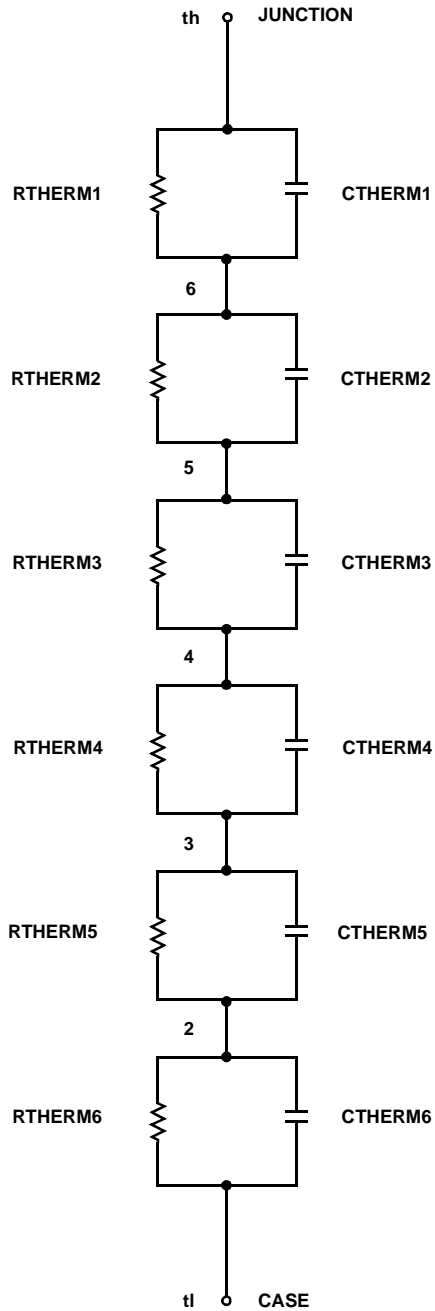 th JUNCTION
RTHERM1 CTHERM1
6
RTHERM2 CTHERM2
5
RTHERM3 CTHERM3
4
RTHERM4 CTHERM4
3
RTHERM5 CTHERM5
2
RTHERM6 CTHERM6
tl CASE